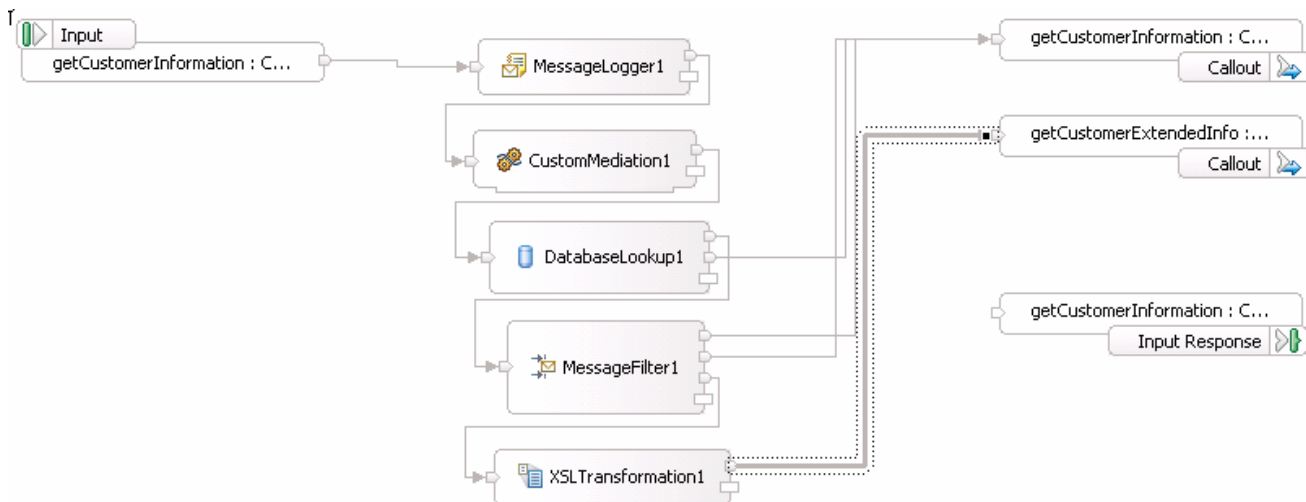 Input
getCustomerInformation : C...
MessageLogger1
CustomMediation1
DatabaseLookup1
MessageFilter1
XSLTransformation1
getCustomerInformation : C...
Callout
getCustomerExtendedInfo :...
Callout
getCustomerInformation : C...
Input Response